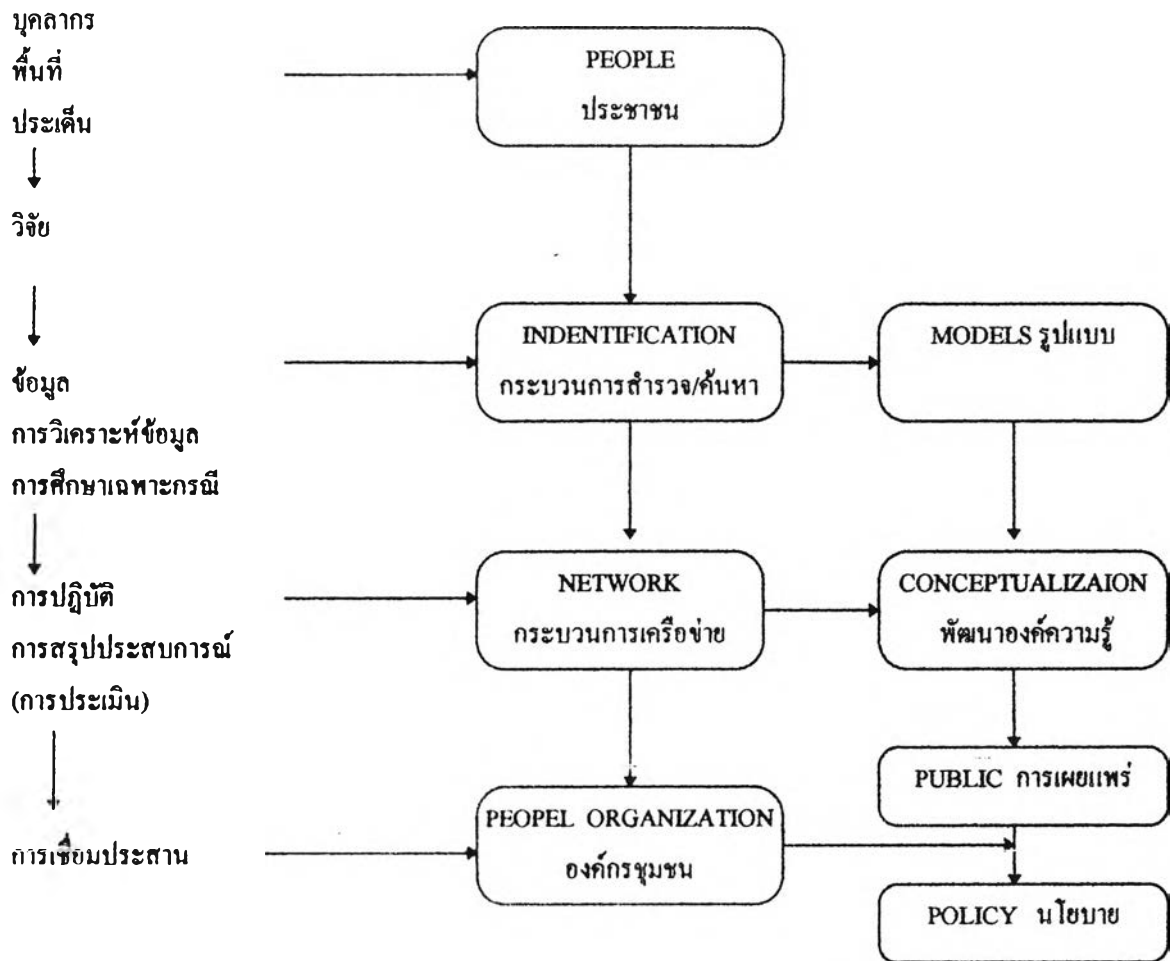 บุคลากร
พื้นที่
ประเด็น
วิจัย
ข้อมูล
การวิเคราะห์ข้อมูล
การศึกษาเฉพาะกรณี
การปฏิบัติ
การสรุปประสบการณ์
(การประเมิน)
การเชื่อมประสาน
PEOPLE
ประชาชน
INDENTIFICATION
กระบวนการสำรวจ/ค้นหา
MODELS รูปแบบ
NETWORK
กระบวนการเครือข่าย
CONCEPTUALIZAION
พัฒนาองค์ความรู้
PUBLIC การเผยแพร่
PEOPEL ORGANIZATION
องค์กรชุมชน
POLICY นโยบาย